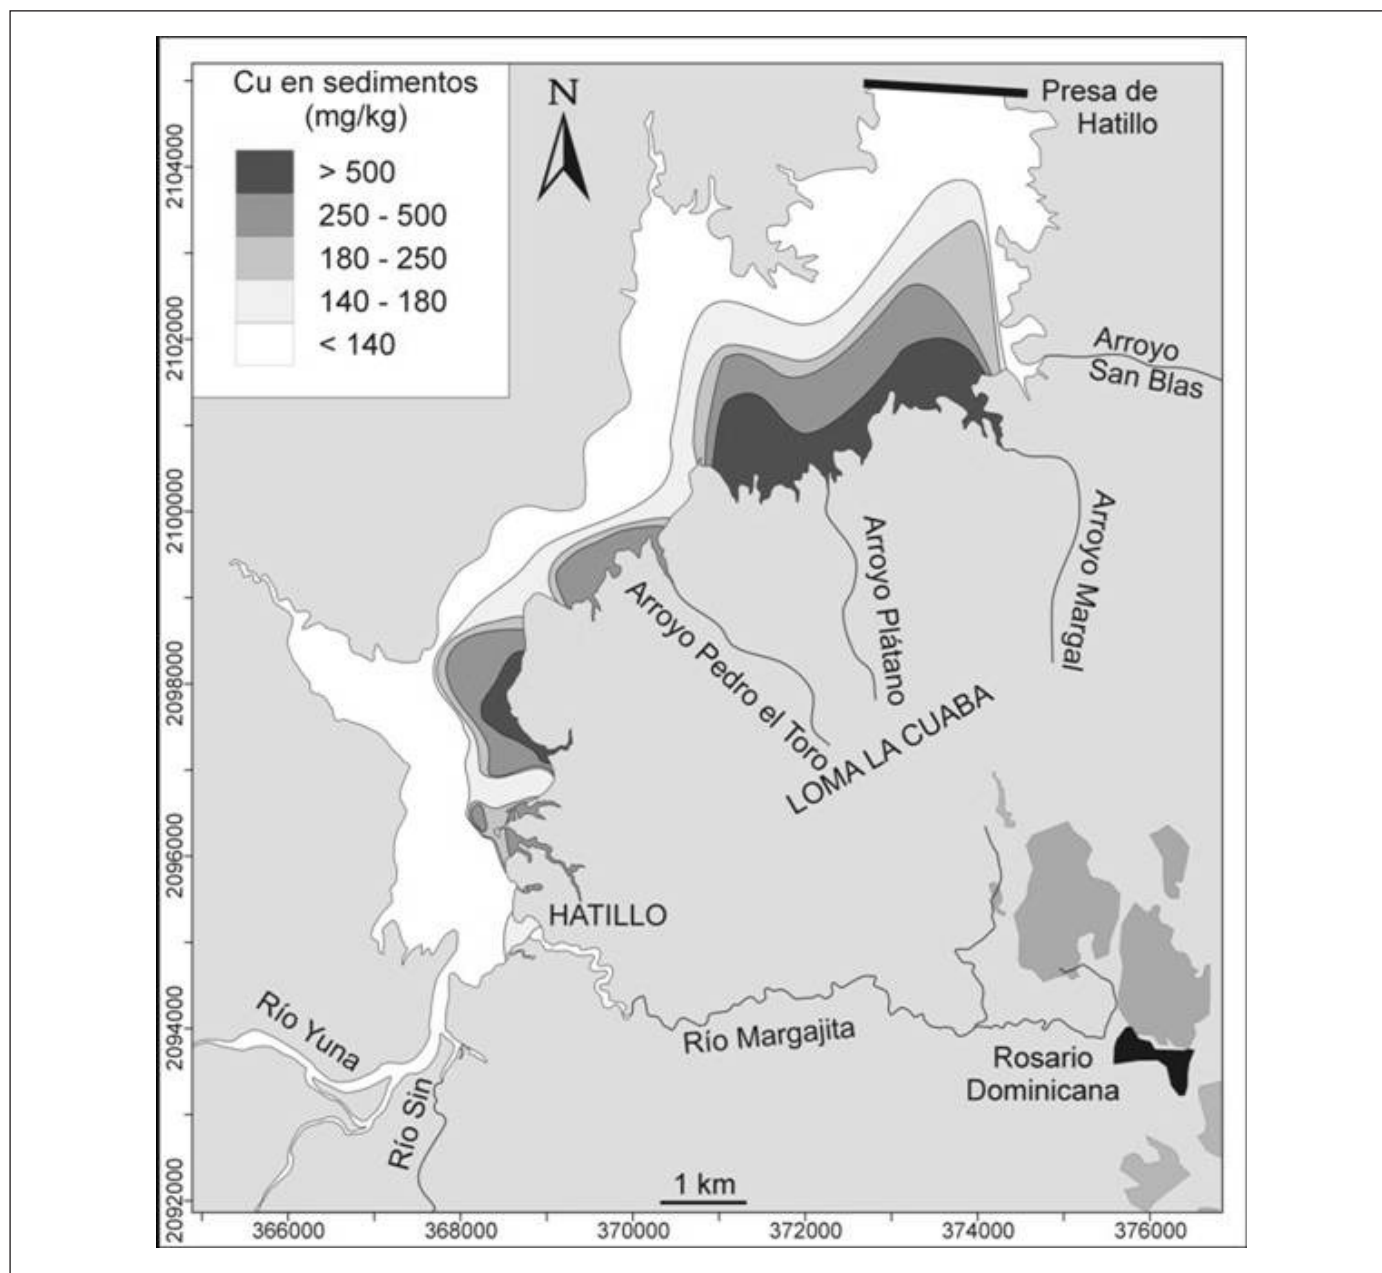 Cu en sedimentos
(mg/kg)
> 500
250 - 500
180 - 250
140 - 180
< 140
N
Presa de
Hatillo
Arroyo
San Blas
Arroyo Margal
Arroyo Plátano
Arroyo Pedro el Toro
LOMA LA CUABA
HATILLO
Río Yuna
Río Sin
Río Margajita
Rosario
Dominicana
1 km
2104000
2102000
2100000
2098000
2096000
2094000
2092000
366000
368000
370000
372000
374000
376000